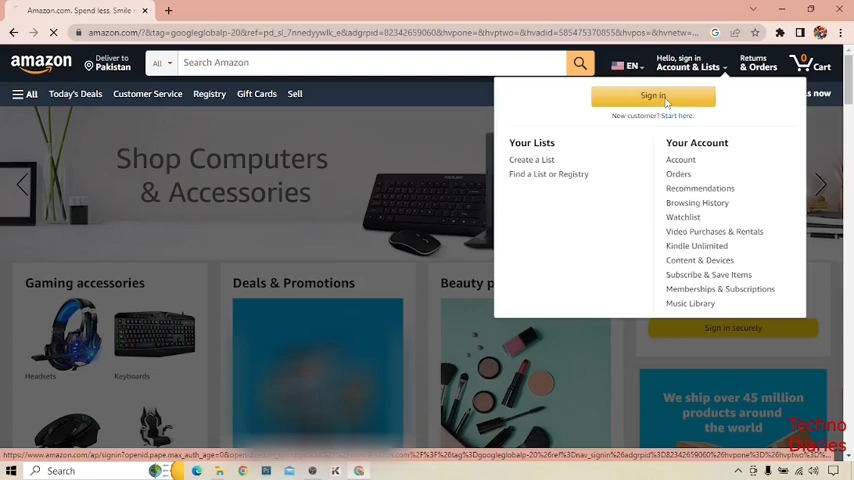 Amazon.com. Spend less. Smile
amazon.com/?&tag=googleglobalp-20&ref=pd_sl_7nnedyywlk_e&adgrpid=82342659060&hvpone=&hvptwo=&hvadid=585475370855&hvpos=&hvnetw=...
amazon
Deliver to
Pakistan
All
Search Amazon
EN
Hello, sign in
Account & Lists
Returns
& Orders
0
Cart
All
Today's Deals
Customer Service
Registry
Gift Cards
Sell
now
Sign in
New customer? Start here.
Your Lists
Create a List
Find a List or Registry
Your Account
Account
Orders
Recommendations
Browsing History
Watchlist
Video Purchases & Rentals
Kindle Unlimited
Content & Devices
Subscribe & Save Items
Memberships & Subscriptions
Music Library
Shop Computers
& Accessories
Gaming accessories
Headsets
Keyboards
Deals & Promotions
Beauty p
Sign in securely
We ship over 45 million
products around
the world
Techno
Diaries
Search